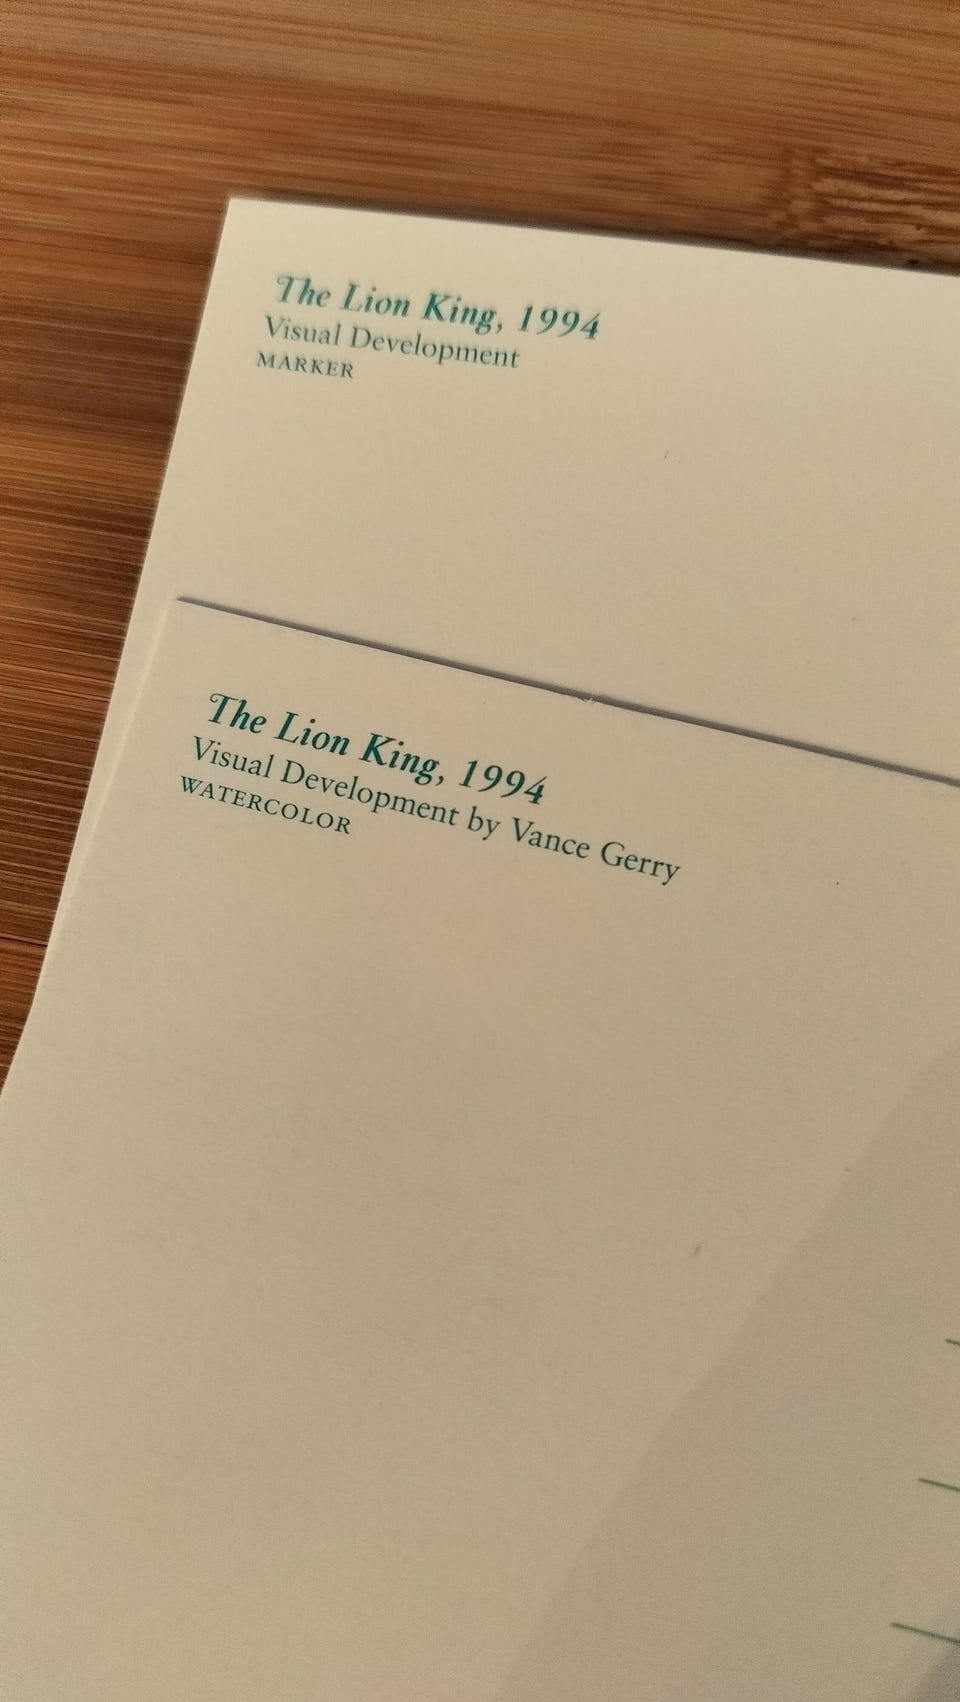 The Lion King, 1994
Visual Development
MARKER
The Lion King, 1994
Visual Development by Vance Gerry
WATERCOLOR